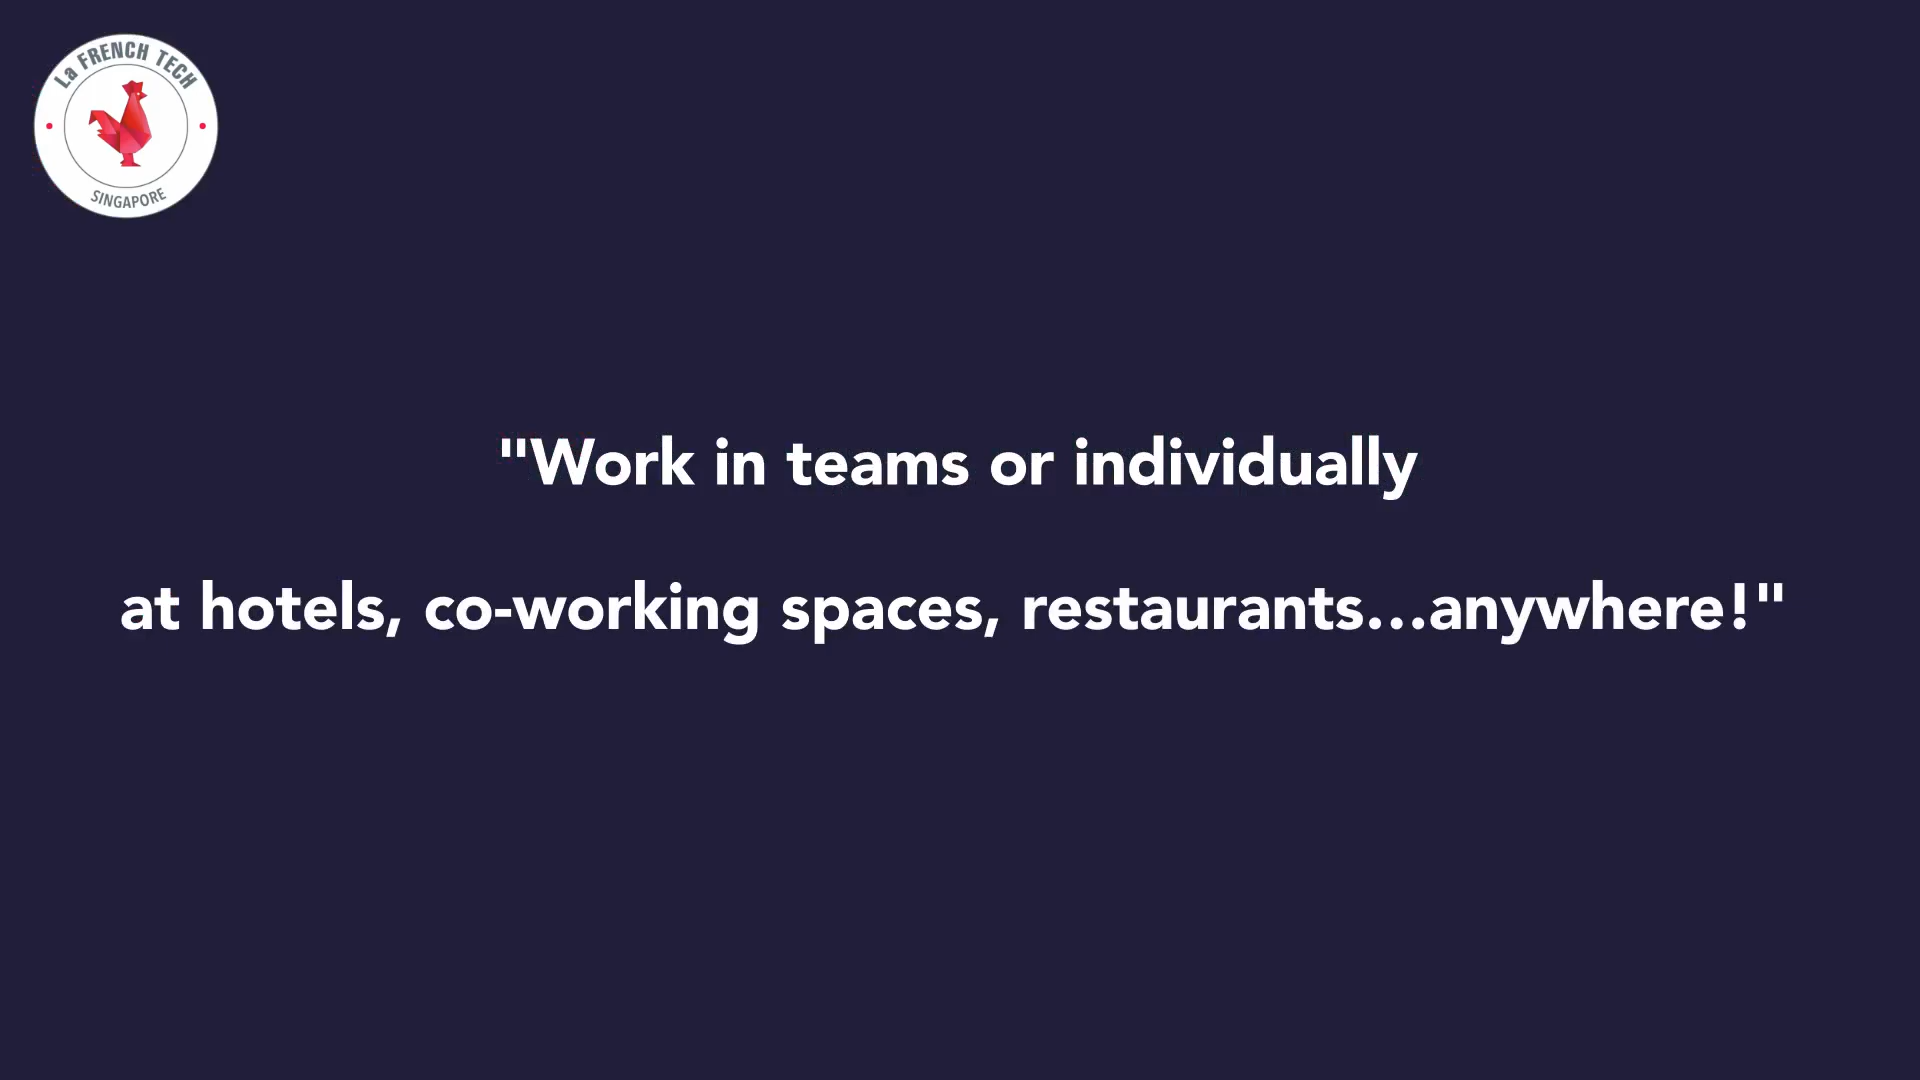 La FRENCH TECH
SINGAPORE
"Work in teams or individually
at hotels, co-working spaces, restaurants...anywhere!"